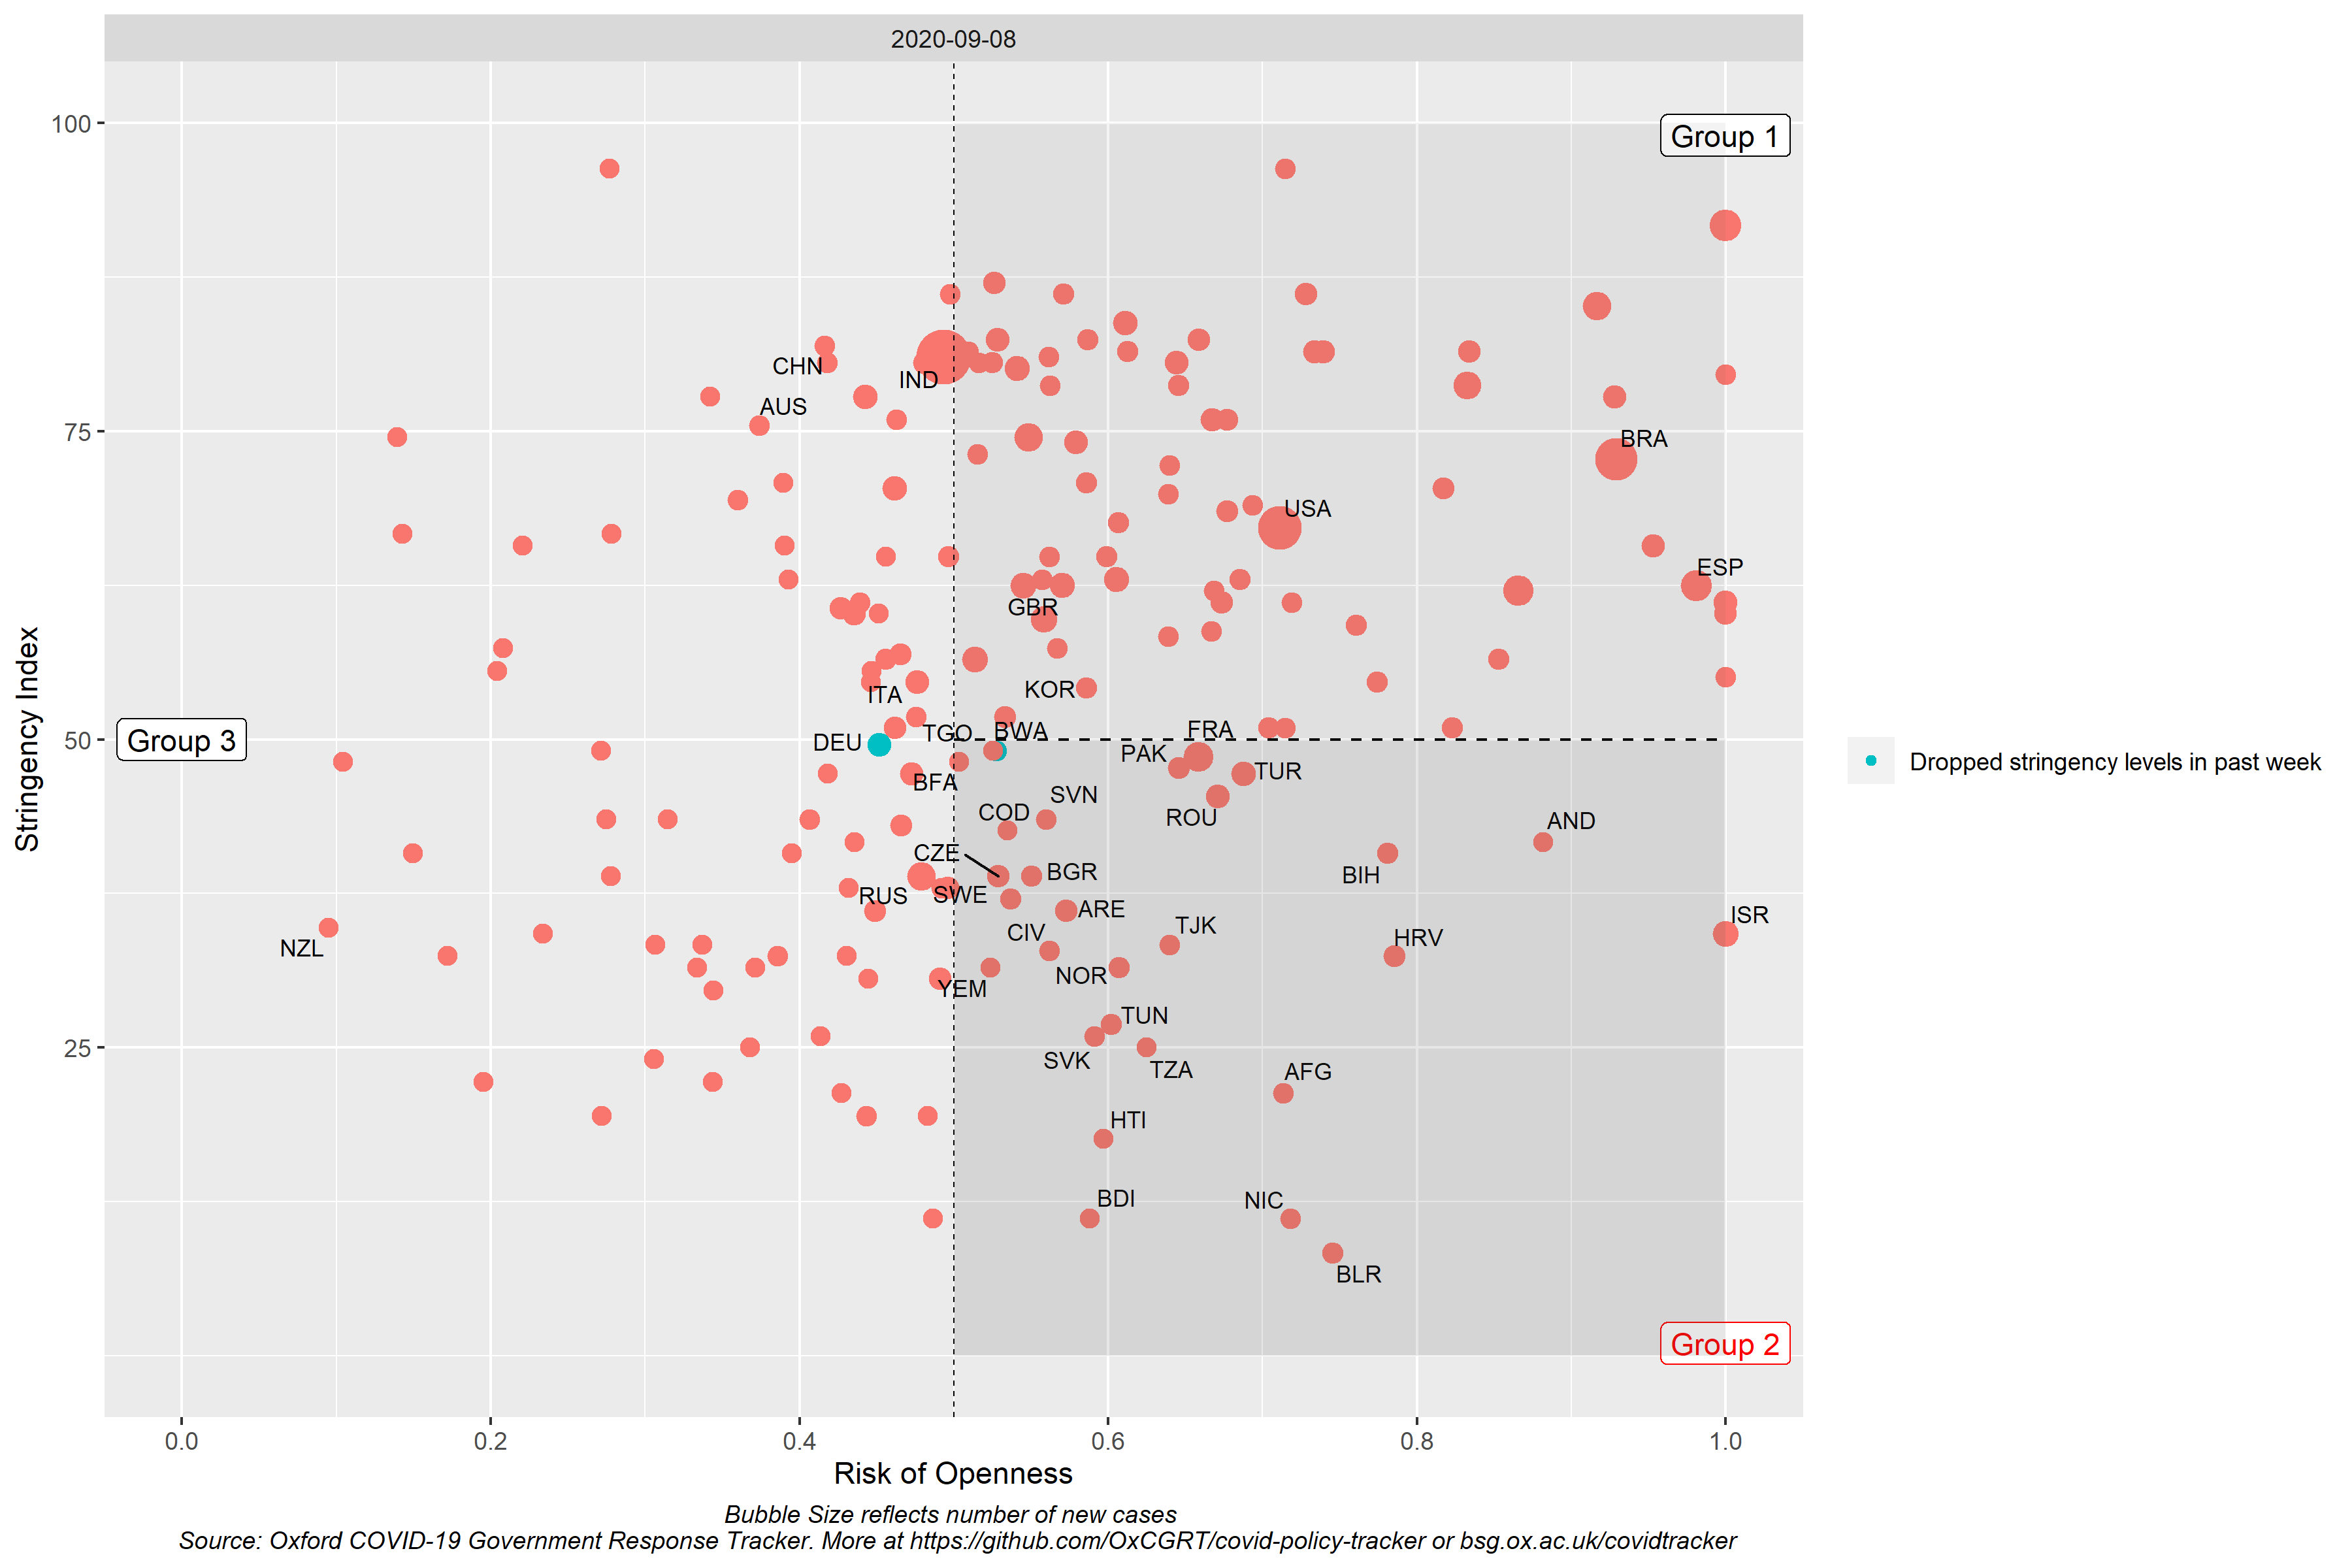 2020-09-08
Group 1
100
CHN
IND
AUS
75
BRA
USA
ESP
GBR
ITA
KOR
Group 3
50
DEU
TGO
BWA
FRA
PAK
TUR
BFA
SVN
COD
ROU
AND
CZE
BGR
BIH
RUS
SWE
ARE
ISR
TJK
CIV
HRV
NZL
NOR
YEM
TUN
25
SVK
TZA
AFG
HTI
BDI
NIC
BLR
Group 2
Stringency Index
Dropped stringency levels in past week
0.0 0.2 0.4 0.6 0.8 1.0
Risk of Openness
Bubble Size reflects number of new cases
Source: Oxford COVID-19 Government Response Tracker. More at https://github.com/OxCGRT/covid-policy-tracker or bsg.ox.ac.uk/covidtracker